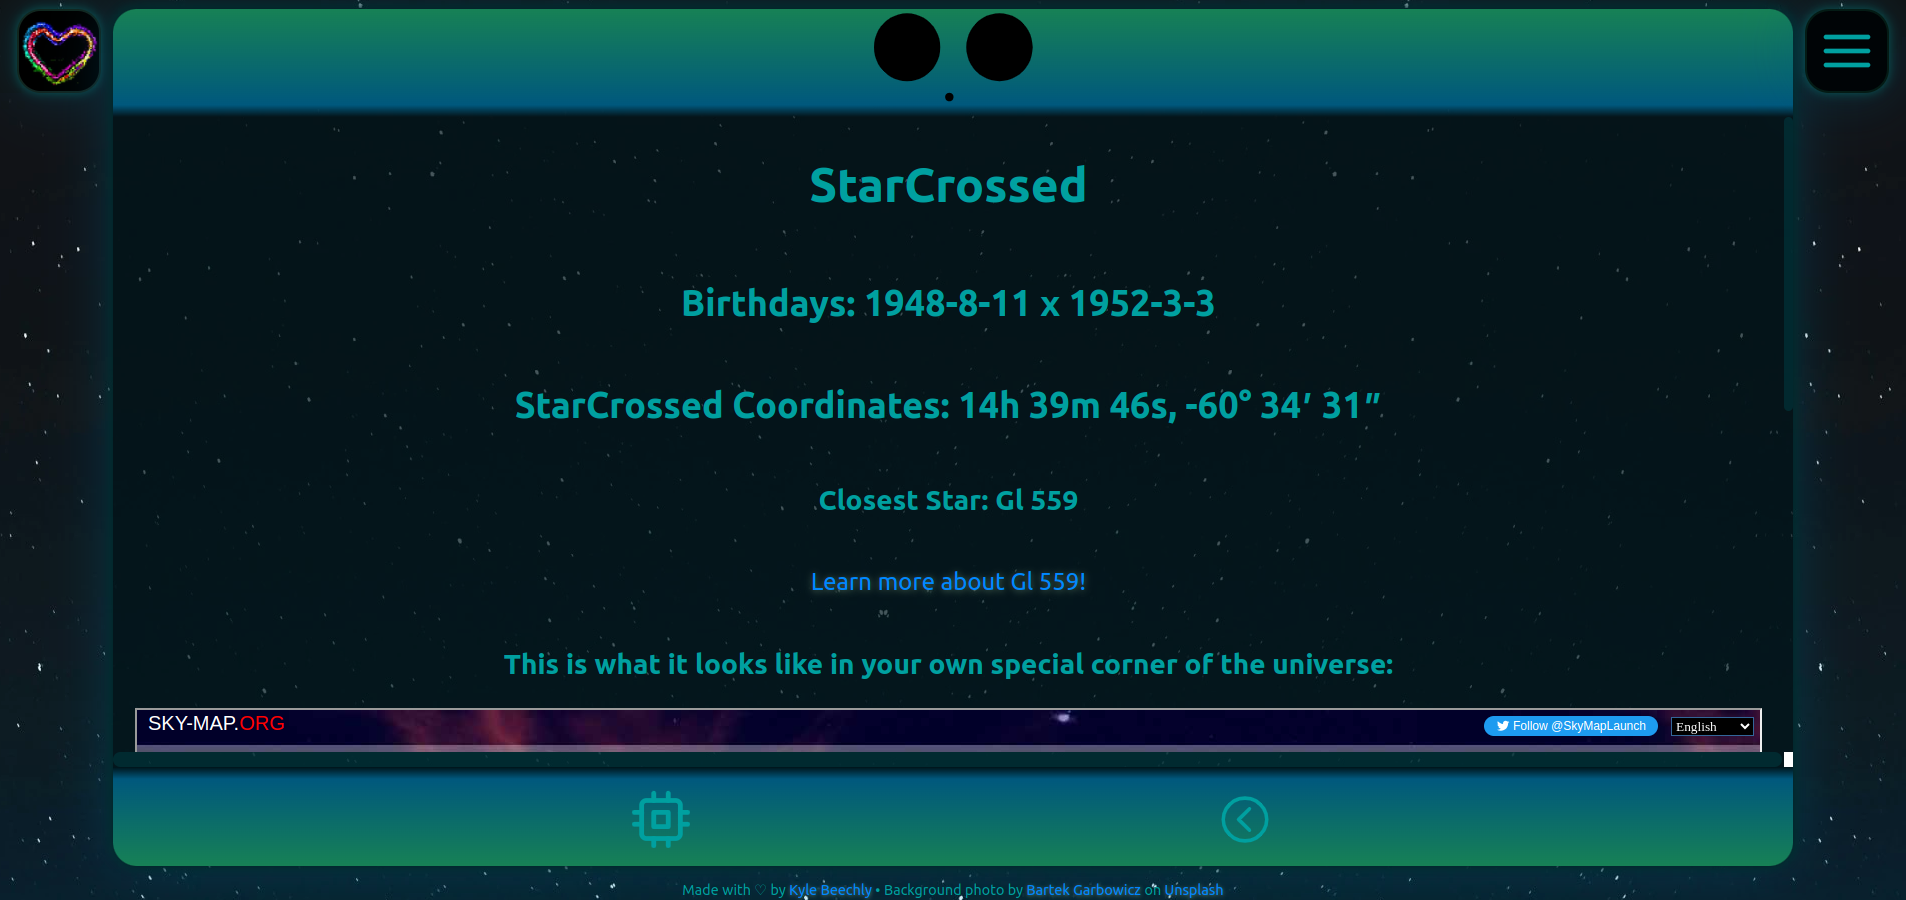 StarCrossed
Birthdays: 1948-8-11 x 1952-3-3
StarCrossed Coordinates: 14h 39m 46s, -60° 34′ 31″
Closest Star: Gl 559
Learn more about Gl 559!
This is what it looks like in your own special corner of the universe:
SKY-MAP.ORG
Follow @SkyMapLaunch
English
Made with ♡ by Kyle Beechly • Background photo by Bartek Garbowicz on Unsplash